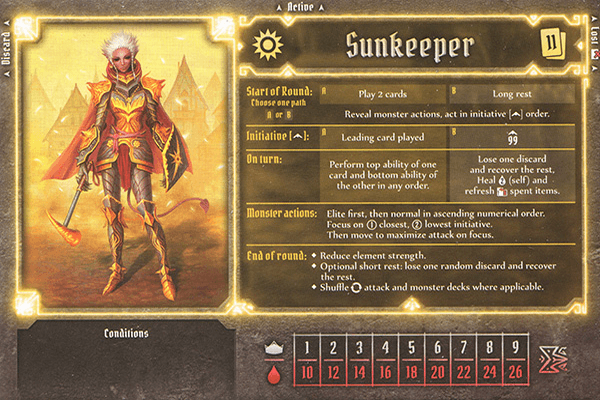 Active
Discard
Lost
Sunkeeper
11
Start of Round:
Choose one path
A or B
A Play 2 cards
B Long rest
Reveal monster actions, act in initiative [ ] order.
Initiative [ ]:
A Leading card played
B 99
On turn:
Perform top ability of one
card and bottom ability of
the other in any order.
Lose one discard
and recover the rest,
Heal 2 (self) and
refresh spent items.
Monster actions:
Elite first, then normal in ascending numerical order.
Focus on ① closest, ② lowest initiative.
Then move to maximize attack on focus.
End of round:
◆ Reduce element strength.
◆ Optional short rest: lose one random discard and recover
the rest.
◆ Shuffle attack and monster decks where applicable.
Conditions
1 2 3 4 5 6 7 8 9
10 12 14 16 18 20 22 24 26